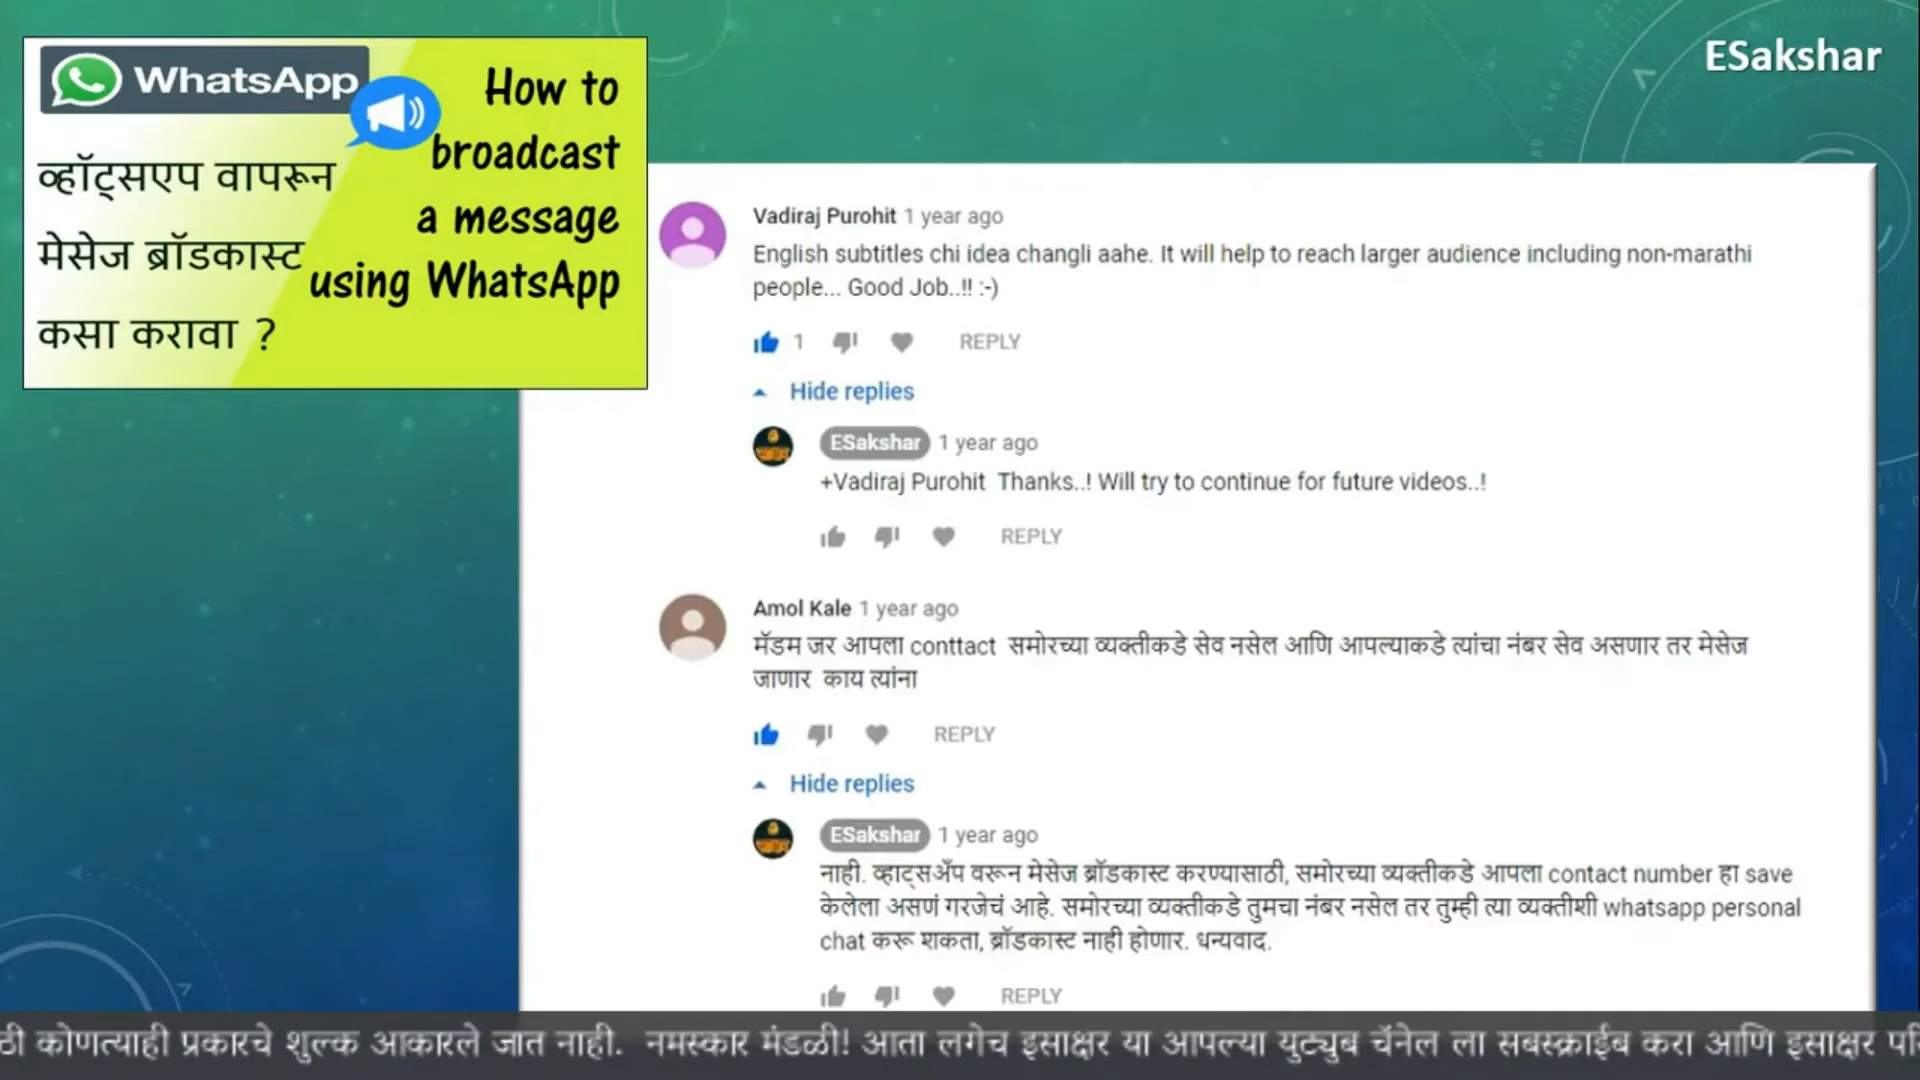 ESakshar
WhatsApp
How to
broadcast
a message
using WhatsApp
व्हॉट्सएप वापरून
मेसेज ब्रॉडकास्ट
कसा करावा ?
Vadiraj Purohit 1 year ago
English subtitles chi idea changli aahe. It will help to reach larger audience including non-marathi
people... Good Job..!! :-)
1 REPLY
Hide replies
ESakshar 1 year ago
+Vadiraj Purohit Thanks..! Will try to continue for future videos..!
REPLY
Amol Kale 1 year ago
मॅडम जर आपला conttact समोरच्या व्यक्तीकडे सेव नसेल आणि आपल्याकडे त्यांचा नंबर सेव असणार तर मेसेज
जाणार काय त्यांना
REPLY
Hide replies
ESakshar 1 year ago
नाही. व्हाट्सअँप वरून मेसेज ब्रॉडकास्ट करण्यासाठी, समोरच्या व्यक्तीकडे आपला contact number हा save
केलेला असणं गरजेचं आहे. समोरच्या व्यक्तीकडे तुमचा नंबर नसेल तर तुम्ही त्या व्यक्तीशी whatsapp personal
chat करू शकता, ब्रॉडकास्ट नाही होणार. धन्यवाद.
REPLY
कोणत्याही प्रकारचे शुल्क आकारले जात नाही. नमस्कार मंडळी! आता लगेच इसाक्षर या आपल्या युट्युब चॅनेल ला सबस्क्राईब करा आणि इसाक्षर